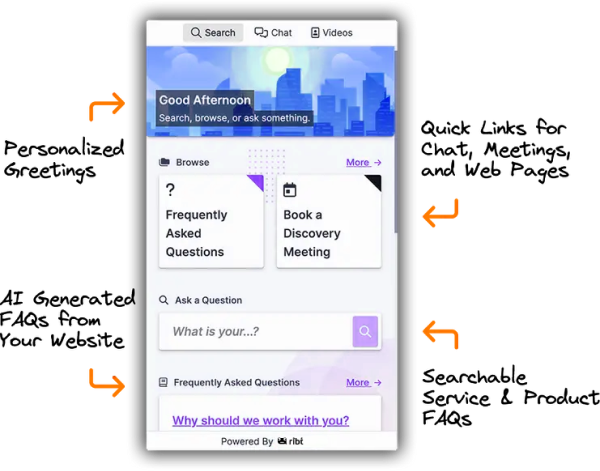 Search Chat Videos
Good Afternoon
Search, browse, or ask something.
Personalized
Greetings
Quick Links for
Chat, Meetings,
and Web Pages
Browse
More →
?
Frequently
Asked
Questions
Book a
Discovery
Meeting
AI Generated
FAQs from
Your Website
Ask a Question
What is your...?
Searchable
Service & Product
FAQs
Frequently Asked Questions
More →
Why should we work with you?
Powered By ribt